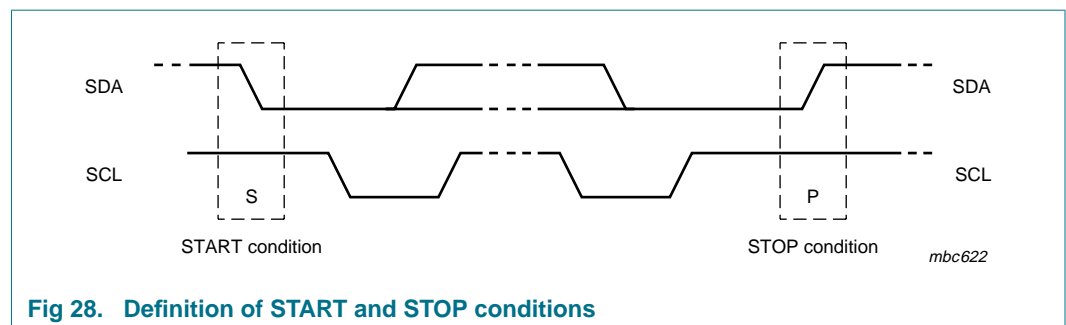 SDA
SDA
SCL
SCL
S
P
START condition
STOP condition
mbc622
Fig 28. Definition of START and STOP conditions